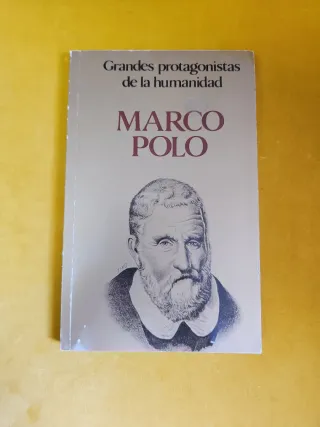 Grandes protagonistas
de la humanidad
MARCO
POLO